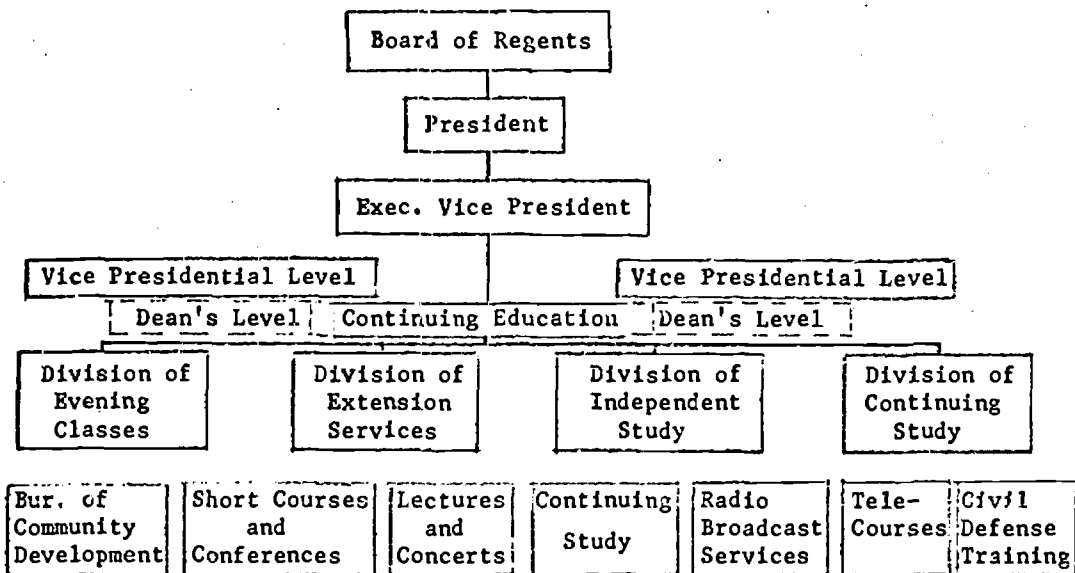 Board of Regents
President
Exec. Vice President
Vice Presidential Level
Vice Presidential Level
Dean's Level
Continuing Education
Dean's Level
Division of
Evening
Classes
Division of
Extension
Services
Division of
Independent
Study
Division of
Continuing
Study
Bur. of
Community
Development
Short Courses
and
Conferences
Lectures
and
Concerts
Continuing
Study
Radio
Broadcast
Services
Tele-
Courses
Civil
Defense
Training